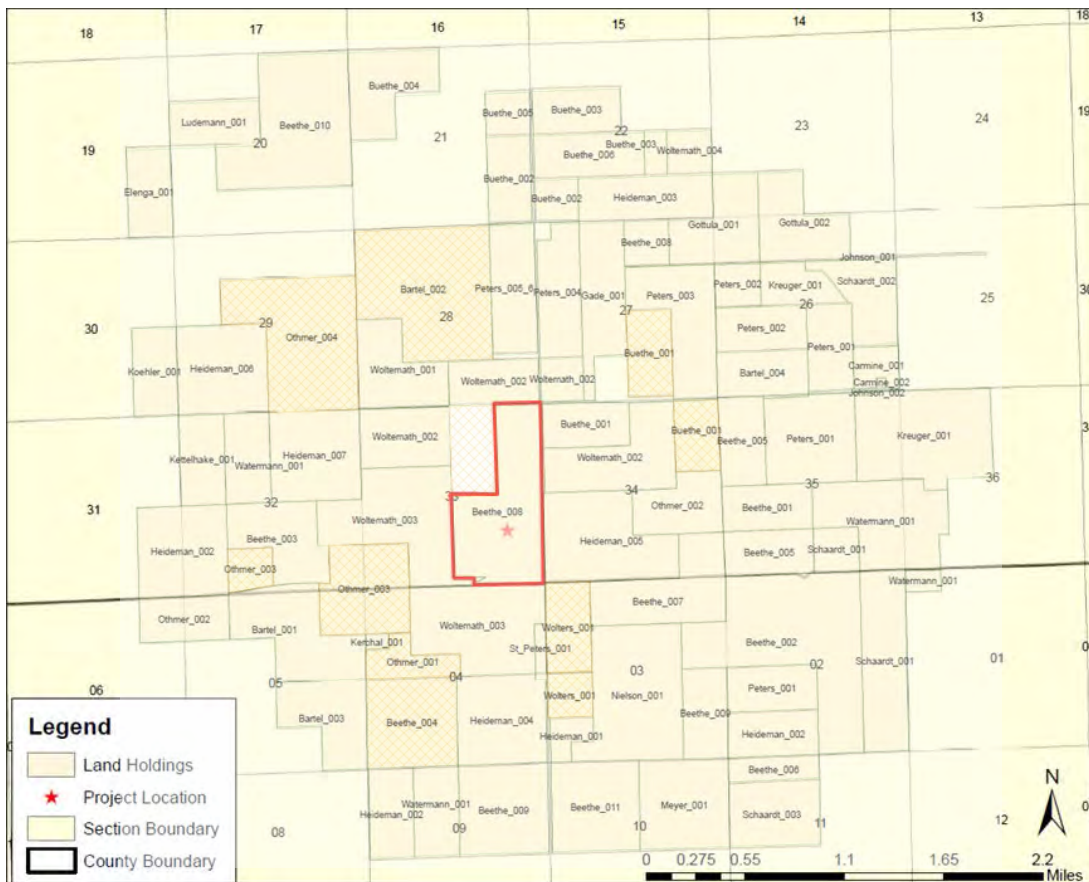 18
17
16
15
14
13
18
Buethe_004
Ludemann_001
Beethe_010
Buethe_005
Buethe_003
20
21
22
23
24
19
19
Buethe_003
Buethe_006
Woltemath_004
Elenga_001
Buethe_002
Buethe_002
Heideman_003
Gottula_001
Gottula_002
Beethe_008
Johnson_001
Bartel_002
Peters_005_6
Peters_004
Gade_001
Peters_003
Peters_002
Kreuger_001
Schaardt_002
30
29
28
27
26
25
30
Othmer_004
Peters_002
Peters_001
Koehler_001
Heideman_006
Woltemath_001
Buethe_001
Bartel_004
Carmine_001
Carmine_002
Johnson_002
Woltemath_002
Woltemath_002
Woltemath_002
Buethe_001
Buethe_001
Beethe_005
Peters_001
Kreuger_001
Kettelhake_001
Watermann_001
Heideman_007
Woltemath_002
31
32
33
34
35
36
3
Beethe_006
Othmer_002
Beethe_001
Woltemath_003
Watermann_001
Heideman_002
Beethe_003
Heideman_005
Beethe_005
Schaardt_001
Othmer_003
Othmer_003
Watermann_001
Othmer_002
Bartel_001
Woltemath_003
Wolters_001
Beethe_007
Kerchal_001
St_Peters_001
Beethe_002
Othmer_001
06
05
04
03
02
01
0
Schaardt_001
Wolters_001
Nielson_001
Peters_001
Bartel_003
Beethe_004
Heideman_004
Beethe_009
Heideman_001
Heideman_002
Beethe_006
Heideman_002
Watermann_001
Beethe_009
Beethe_011
Meyer_001
Schaardt_003
08
09
10
11
12
0
Legend
Land Holdings
Project Location
Section Boundary
County Boundary
N
0 0.275 0.55 1.1 1.65 2.2
Miles